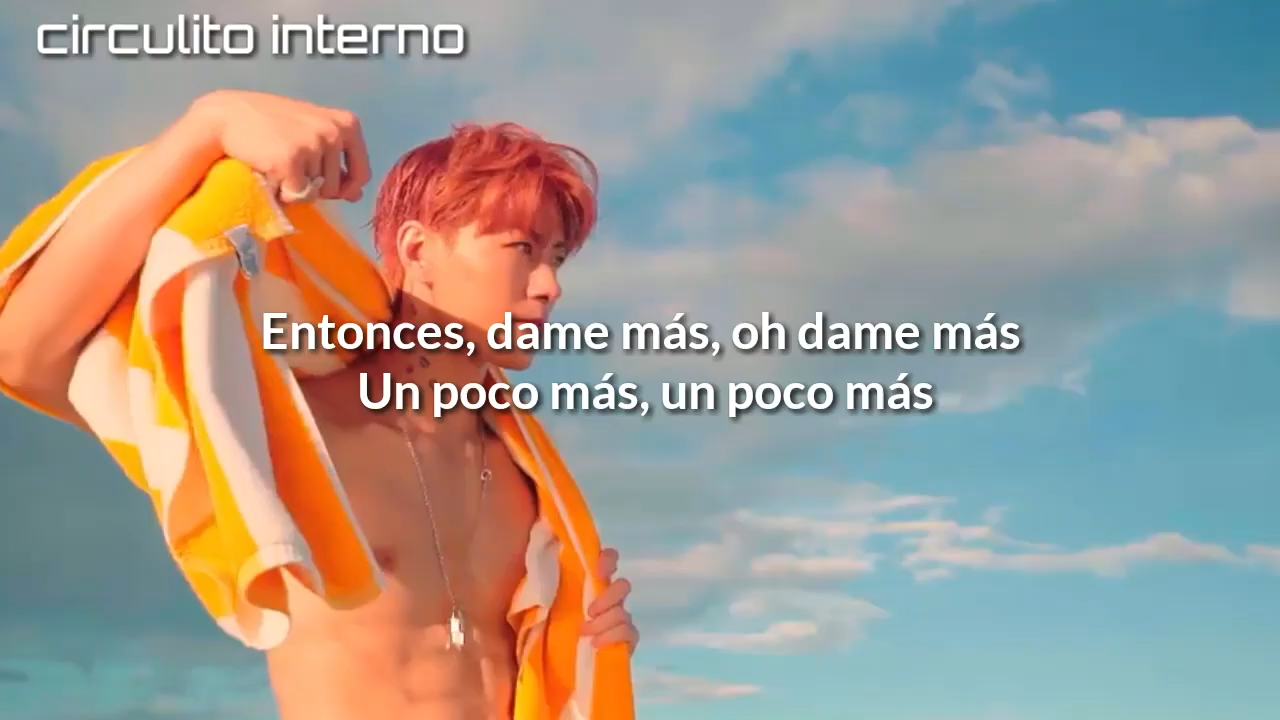 circulito interno
Entonces, dame más, oh dame más
Un poco más, un poco más